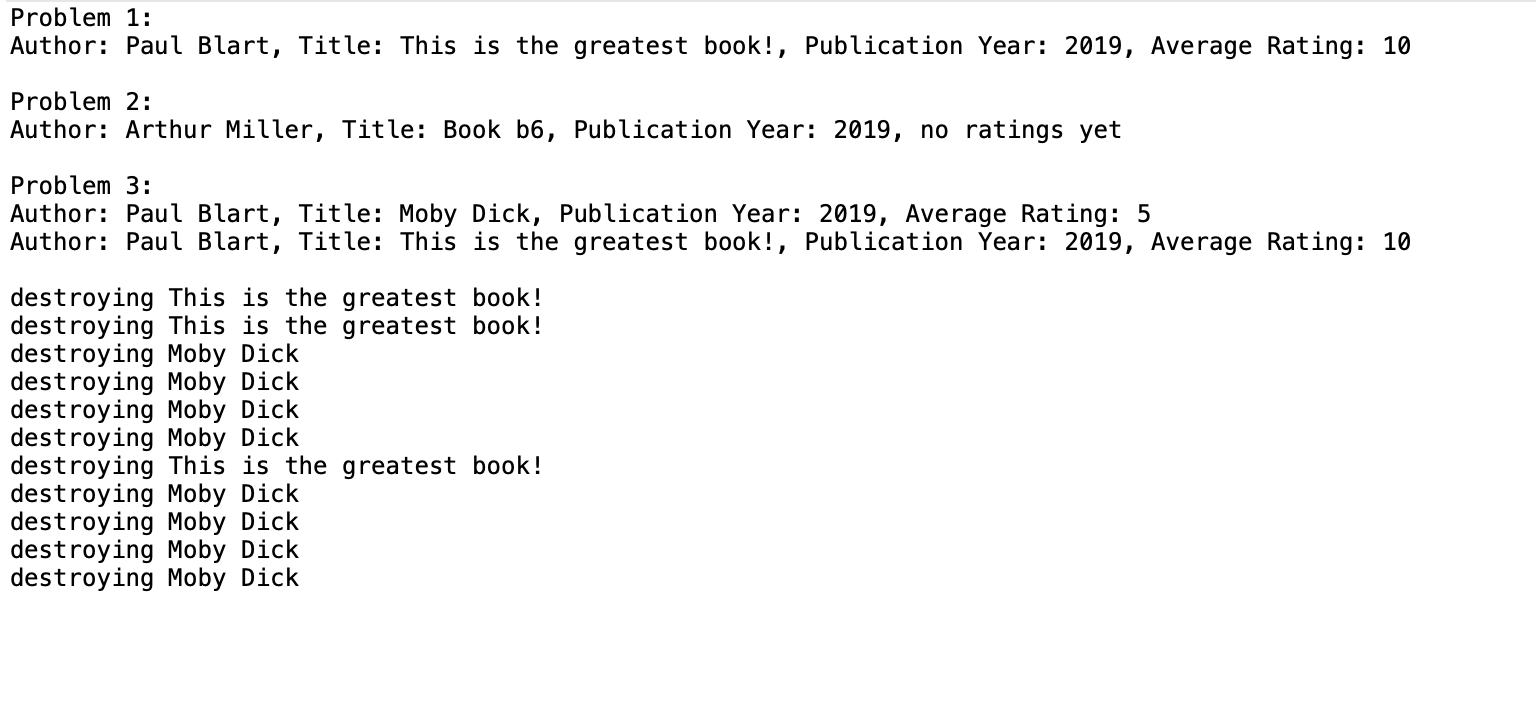 Problem 1:
Author: Paul Blart, Title: This is the greatest book!, Publication Year: 2019, Average Rating: 10
Problem 2:
Author: Arthur Miller, Title: Book b6, Publication Year: 2019, no ratings yet
Problem 3:
Author: Paul Blart, Title: Moby Dick, Publication Year: 2019, Average Rating: 5
Author: Paul Blart, Title: This is the greatest book!, Publication Year: 2019, Average Rating: 10
destroying This is the greatest book!
destroying This is the greatest book!
destroying Moby Dick
destroying Moby Dick
destroying Moby Dick
destroying Moby Dick
destroying This is the greatest book!
destroying Moby Dick
destroying Moby Dick
destroying Moby Dick
destroying Moby Dick